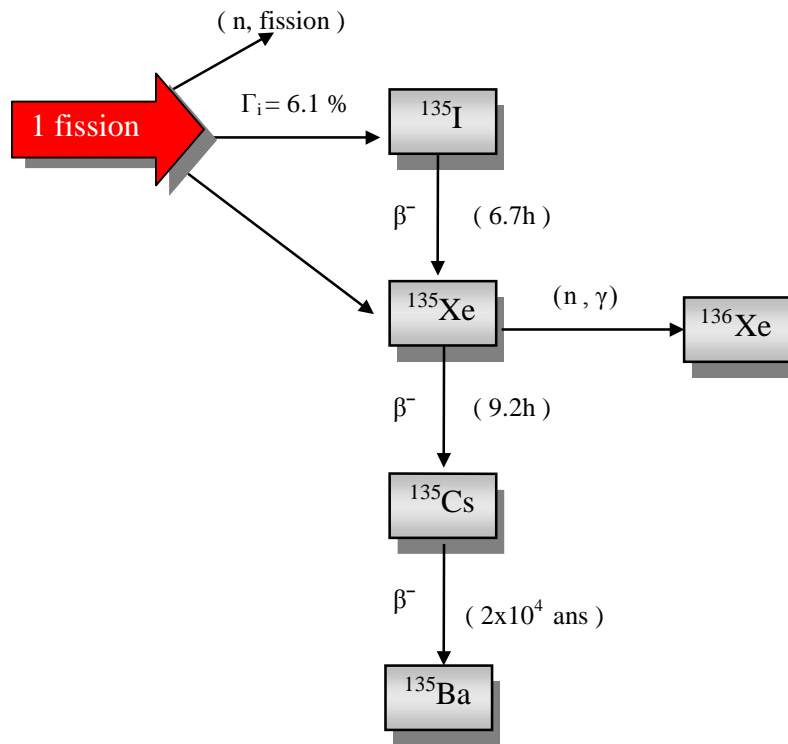 ( n, fission )
1 fission
Γᵢ = 6.1 %
¹³⁵I
β⁻ ( 6.7h )
¹³⁵Xe
(n , γ)
¹³⁶Xe
β⁻ ( 9.2h )
¹³⁵Cs
β⁻ ( 2x10⁴ ans )
¹³⁵Ba